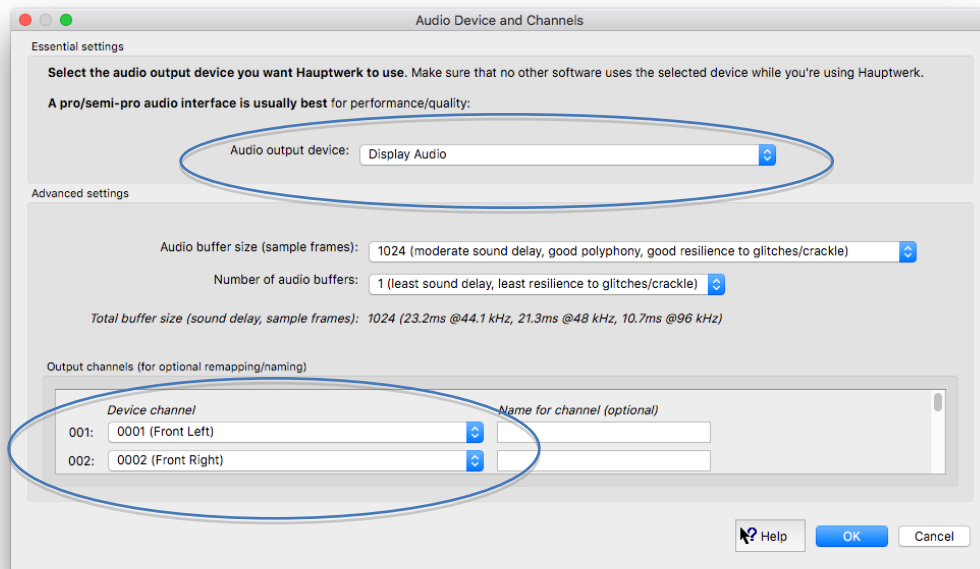 Audio Device and Channels
Essential settings
Select the audio output device you want Hauptwerk to use. Make sure that no other software uses the selected device while you're using Hauptwerk.
A pro/semi-pro audio interface is usually best for performance/quality:
Audio output device: Display Audio
Advanced settings
Audio buffer size (sample frames): 1024 (moderate sound delay, good polyphony, good resilience to glitches/crackle)
Number of audio buffers: 1 (least sound delay, least resilience to glitches/crackle)
Total buffer size (sound delay, sample frames): 1024 (23.2ms @44.1 kHz, 21.3ms @48 kHz, 10.7ms @96 kHz)
Output channels (for optional remapping/naming)
Device channel Name for channel (optional)
001: 0001 (Front Left)
002: 0002 (Front Right)
? Help OK Cancel